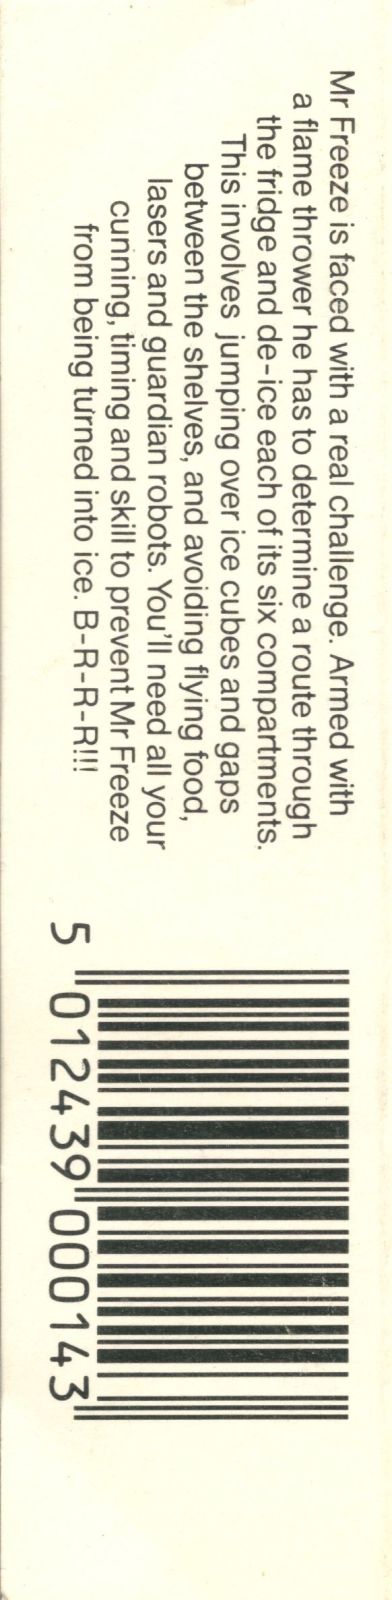 Mr Freeze is faced with a real challenge. Armed with
a flame thrower he has to determine a route through
the fridge and de-ice each of its six compartments.
This involves jumping over ice cubes and gaps
between the shelves, and avoiding flying food,
lasers and guardian robots. You'll need all your
cunning, timing and skill to prevent Mr Freeze
from being turned into ice. B-R-R-R!!!
5 012439 000143